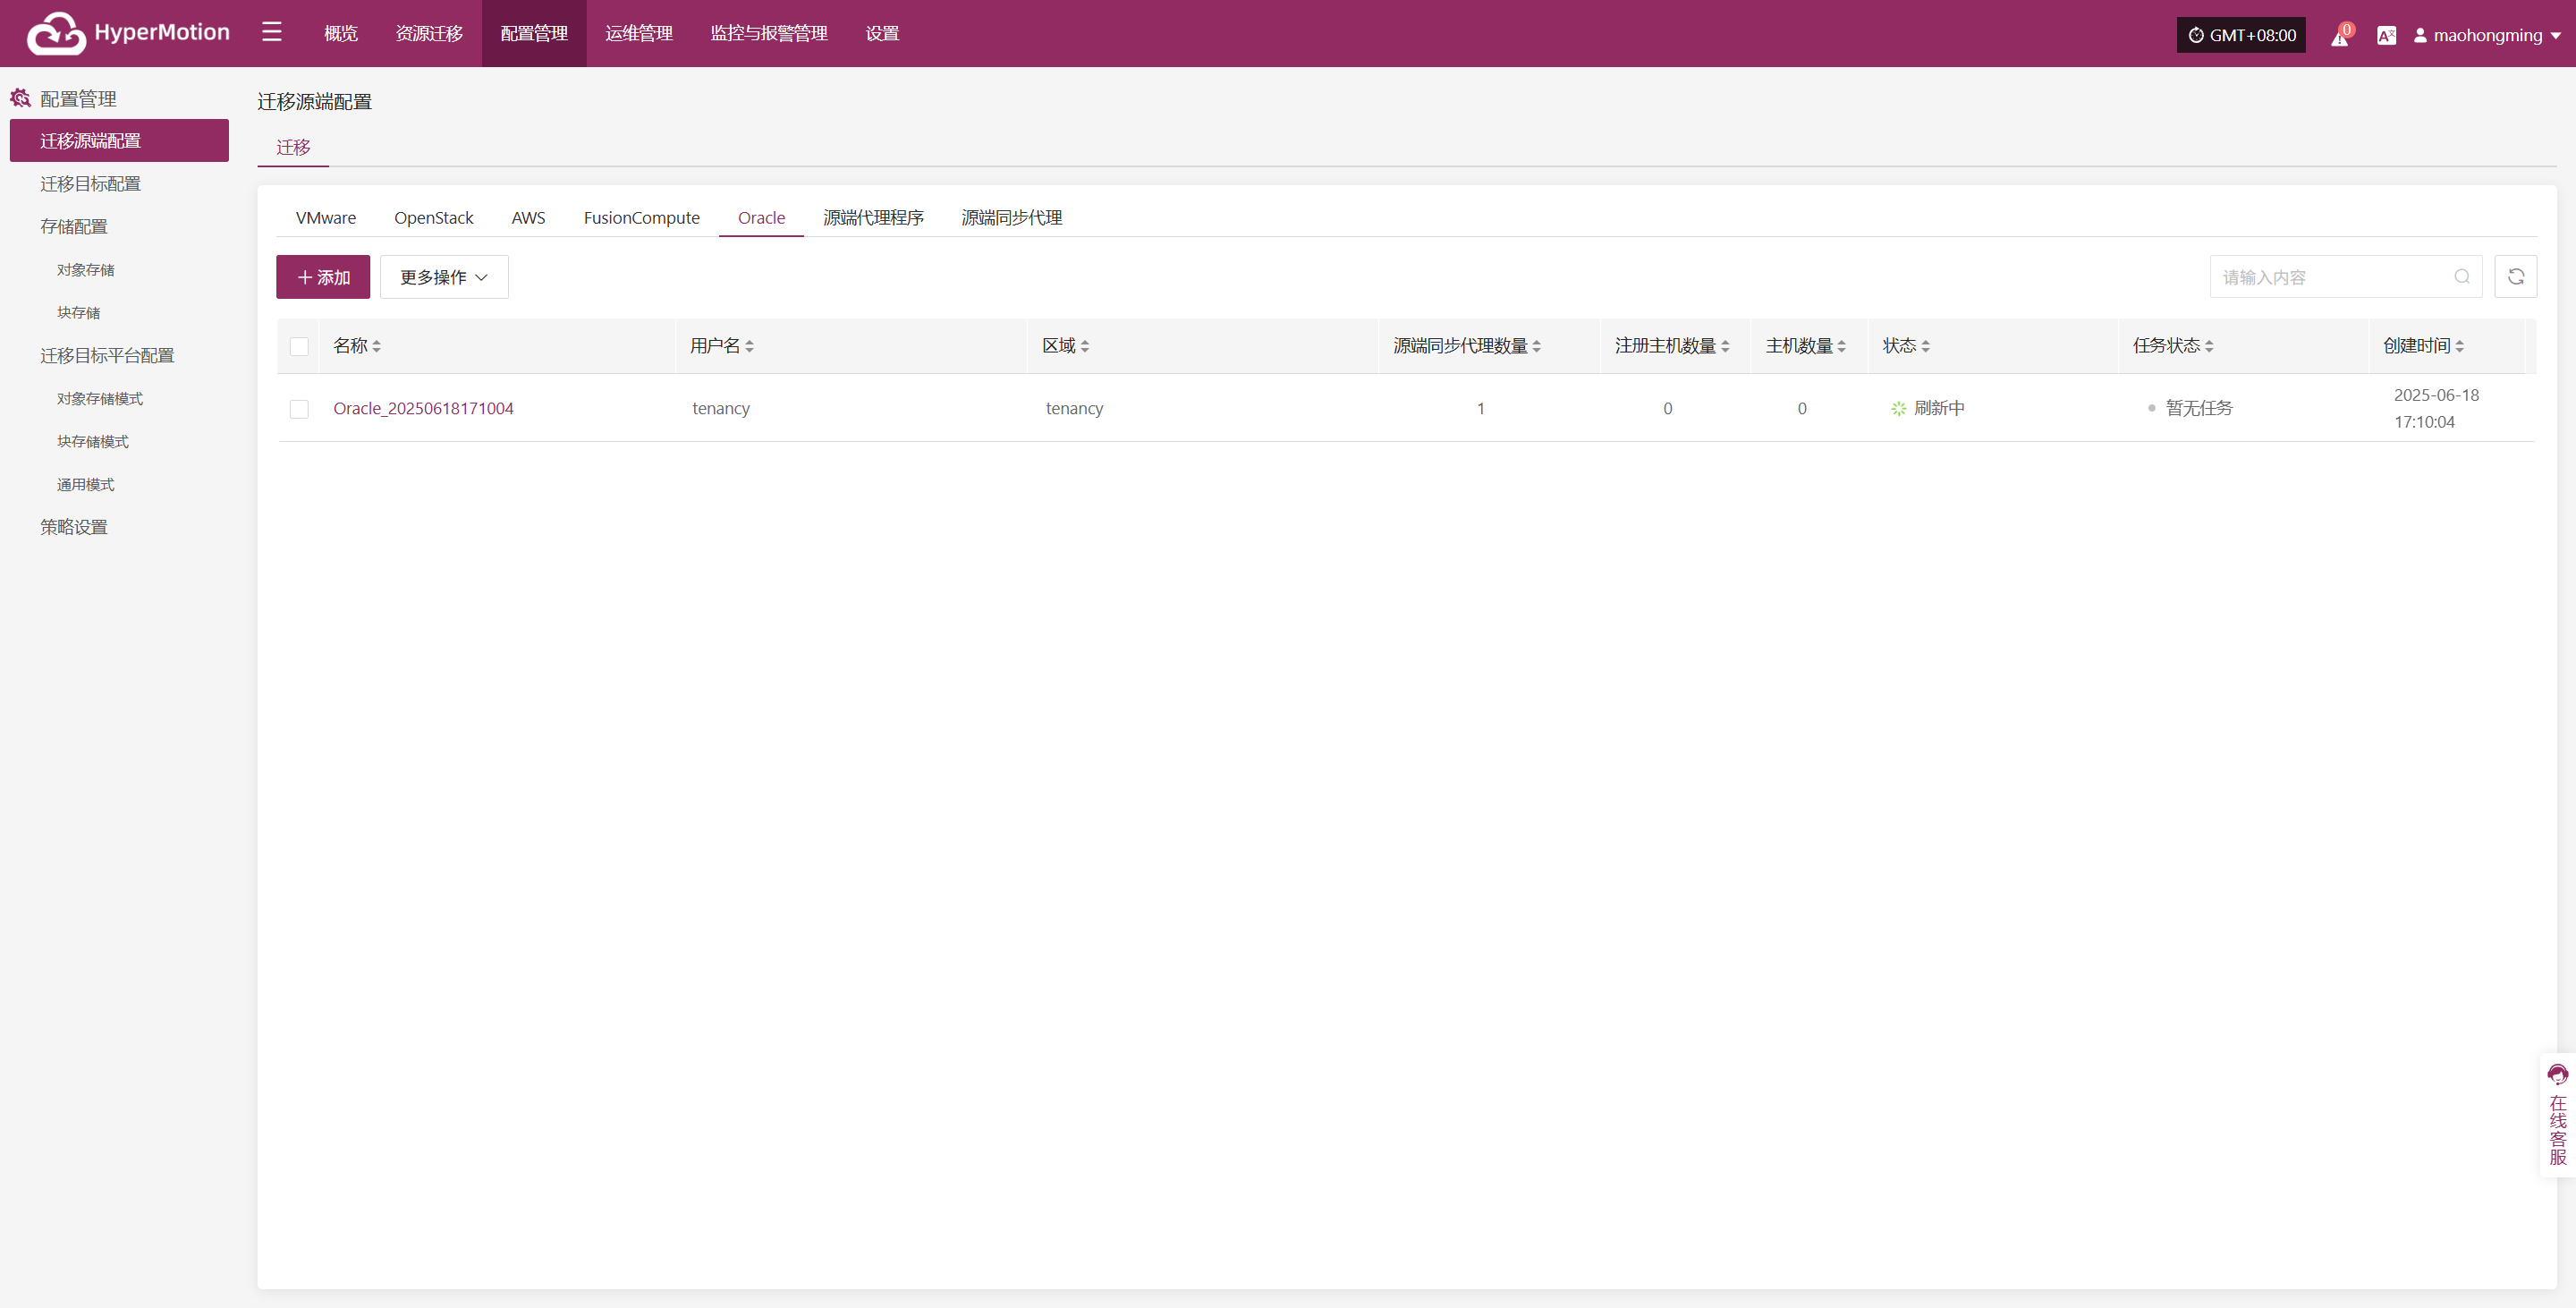 HyperMotion
概览
资源迁移
配置管理
运维管理
监控与报警管理
设置
GMT+08:00
0
maohongming
配置管理
迁移源端配置
迁移目标配置
存储配置
对象存储
块存储
迁移目标平台配置
对象存储模式
块存储模式
通用模式
策略设置
迁移源端配置
迁移
VMware
OpenStack
AWS
FusionCompute
Oracle
源端代理程序
源端同步代理
添加
更多操作
请输入内容
名称
用户名
区域
源端同步代理数量
注册主机数量
主机数量
状态
任务状态
创建时间
Oracle_20250618171004
tenancy
tenancy
1
0
0
刷新中
暂无任务
2025-06-18
17:10:04
在线客服